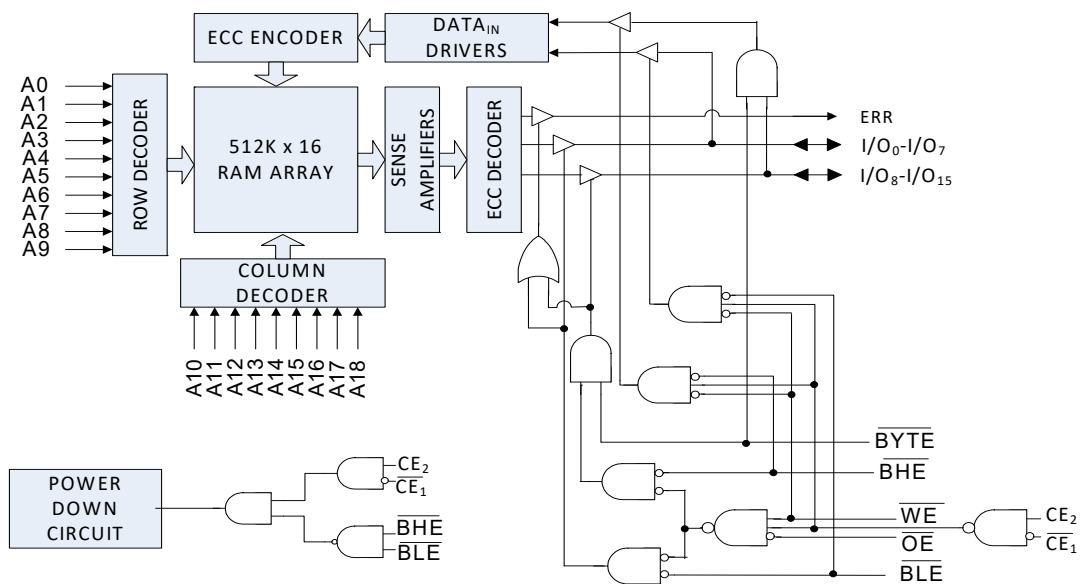 ECC ENCODER
DATAIN
DRIVERS
A0
A1
A2
A3
A4
A5
A6
A7
A8
A9
ROW DECODER
512K x 16
RAM ARRAY
SENSE
AMPLIFIERS
ECC DECODER
ERR
I/O0-I/O7
I/O8-I/O15
COLUMN
DECODER
A10
A11
A12
A13
A14
A15
A16
A17
A18
BYTE
BHE
WE
OE
BLE
CE2
CE1
POWER
DOWN
CIRCUIT
CE2
CE1
BHE
BLE